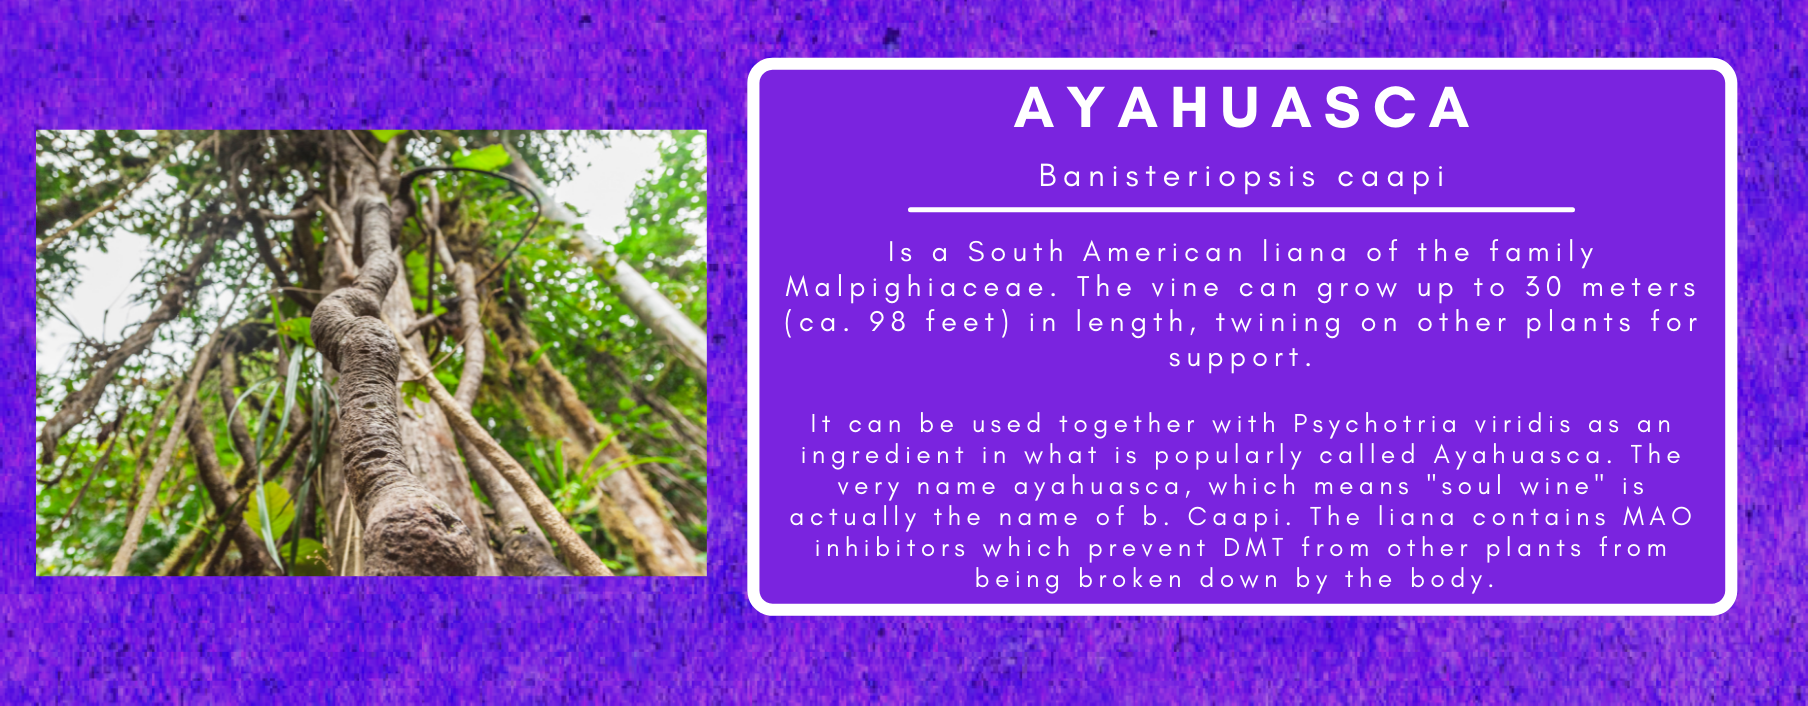 AYAHUASCA
Banisteriopsis caapi
Is a South American liana of the family
Malpighiaceae. The vine can grow up to 30 meters
(ca. 98 feet) in length, twining on other plants for
support.
It can be used together with Psychotria viridis as an
ingredient in what is popularly called Ayahuasca. The
very name ayahuasca, which means "soul wine" is
actually the name of b. Caapi. The liana contains MAO
inhibitors which prevent DMT from other plants from
being broken down by the body.